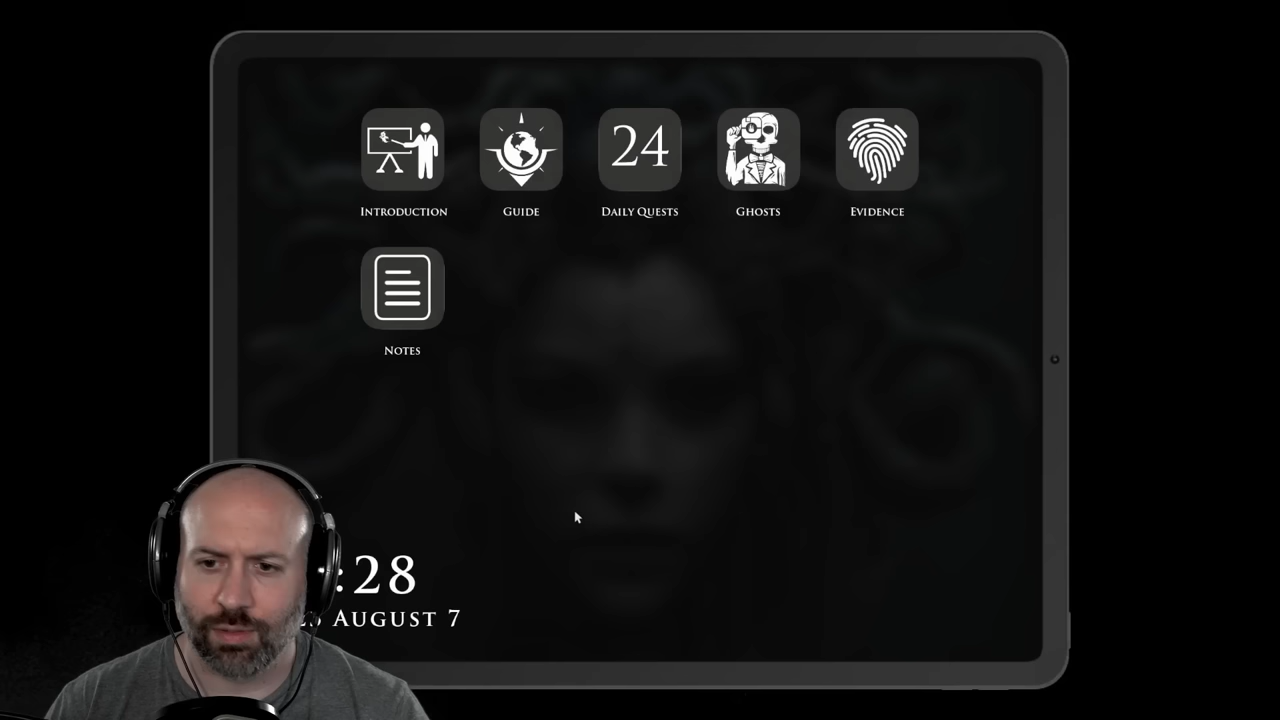 24
INTRODUCTION
GUIDE
DAILY QUESTS
GHOSTS
EVIDENCE
NOTES
:28
AUGUST 7